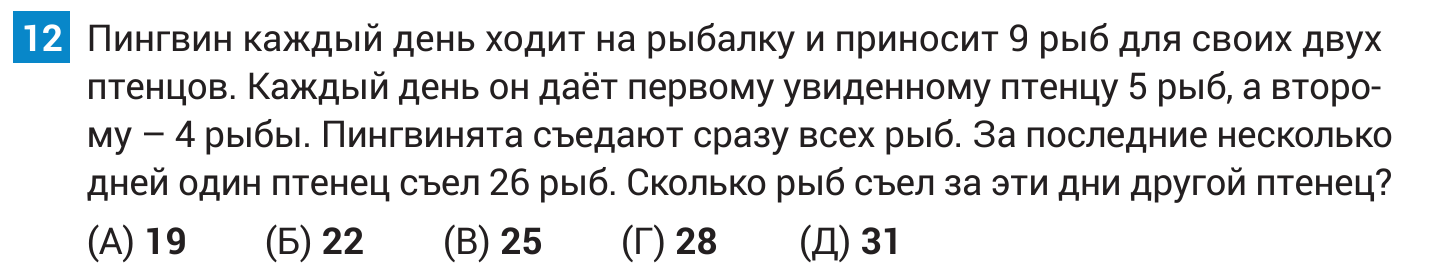 12 Пингвин каждый день ходит на рыбалку и приносит 9 рыб для своих двух
птенцов. Каждый день он даёт первому увиденному птенцу 5 рыб, а второ-
му – 4 рыбы. Пингвинята съедают сразу всех рыб. За последние несколько
дней один птенец съел 26 рыб. Сколько рыб съел за эти дни другой птенец?
(А) 19 (Б) 22 (В) 25 (Г) 28 (Д) 31